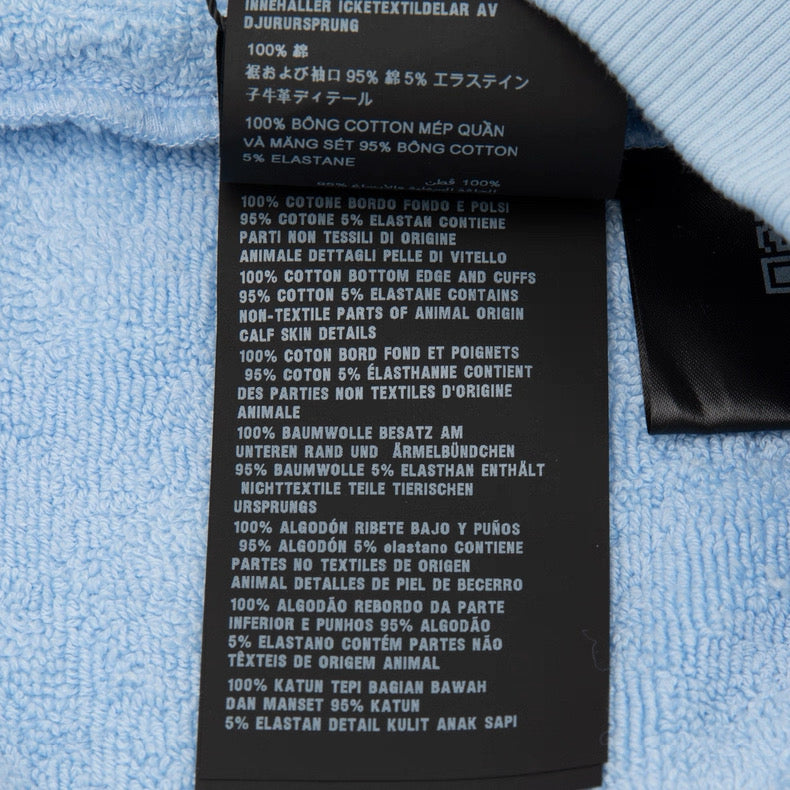 INNEHÅLLER ICKETEXTILDELAR AV
DJURURSPRUNG
100% 綿
裾および袖口 95% 綿 5% エラステイン
子牛革ディテール
100% BÔNG COTTON MÉP QUẦN
VÀ MĂNG SÉT 95% BÔNG COTTON
5% ELASTANE
100% قطن
100% COTONE BORDO FONDO E POLSI
95% COTONE 5% ELASTAN CONTIENE
PARTI NON TESSILI DI ORIGINE
ANIMALE DETTAGLI PELLE DI VITELLO
100% COTTON BOTTOM EDGE AND CUFFS
95% COTTON 5% ELASTANE CONTAINS
NON-TEXTILE PARTS OF ANIMAL ORIGIN
CALF SKIN DETAILS
100% COTON BORD FOND ET POIGNETS
95% COTON 5% ÉLASTHANNE CONTIENT
DES PARTIES NON TEXTILES D'ORIGINE
ANIMALE
100% BAUMWOLLE BESATZ AM
UNTEREN RAND UND ÄRMELBÜNDCHEN
95% BAUMWOLLE 5% ELASTHAN ENTHÄLT
NICHTTEXTILE TEILE TIERISCHEN
URSPRUNGS
100% ALGODÓN RIBETE BAJO Y PUÑOS
95% ALGODÓN 5% elastano CONTIENE
PARTES NO TEXTILES DE ORIGEN
ANIMAL DETALLES DE PIEL DE BECERRO
100% ALGODÃO REBORDO DA PARTE
INFERIOR E PUNHOS 95% ALGODÃO
5% ELASTANO CONTÉM PARTES NÃO
TÊXTEIS DE ORIGEM ANIMAL
100% KATUN TEPI BAGIAN BAWAH
DAN MANSET 95% KATUN
5% ELASTAN DETAIL KULIT ANAK SAPI